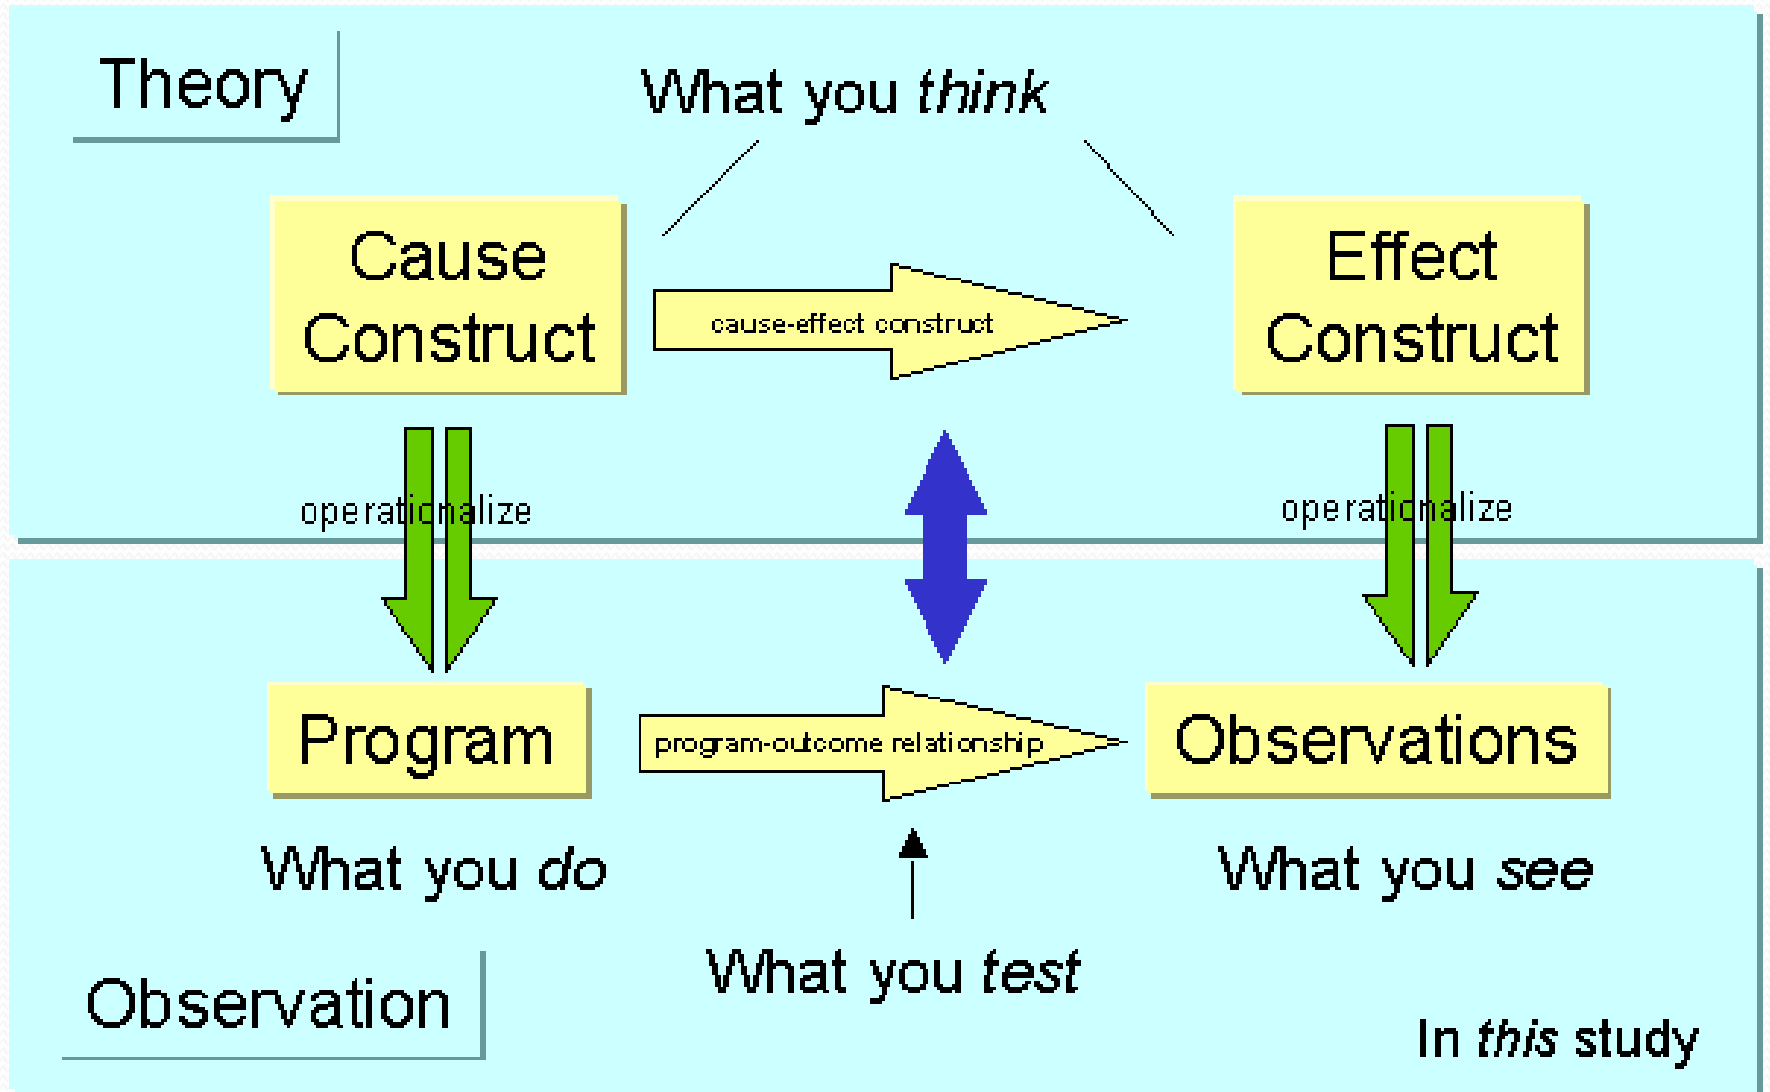 Theory
What you think
Cause
Construct
cause-effect construct
Effect
Construct
operationalize
operationalize
Program
program-outcome relationship
Observations
What you do
What you see
What you test
Observation
In this study